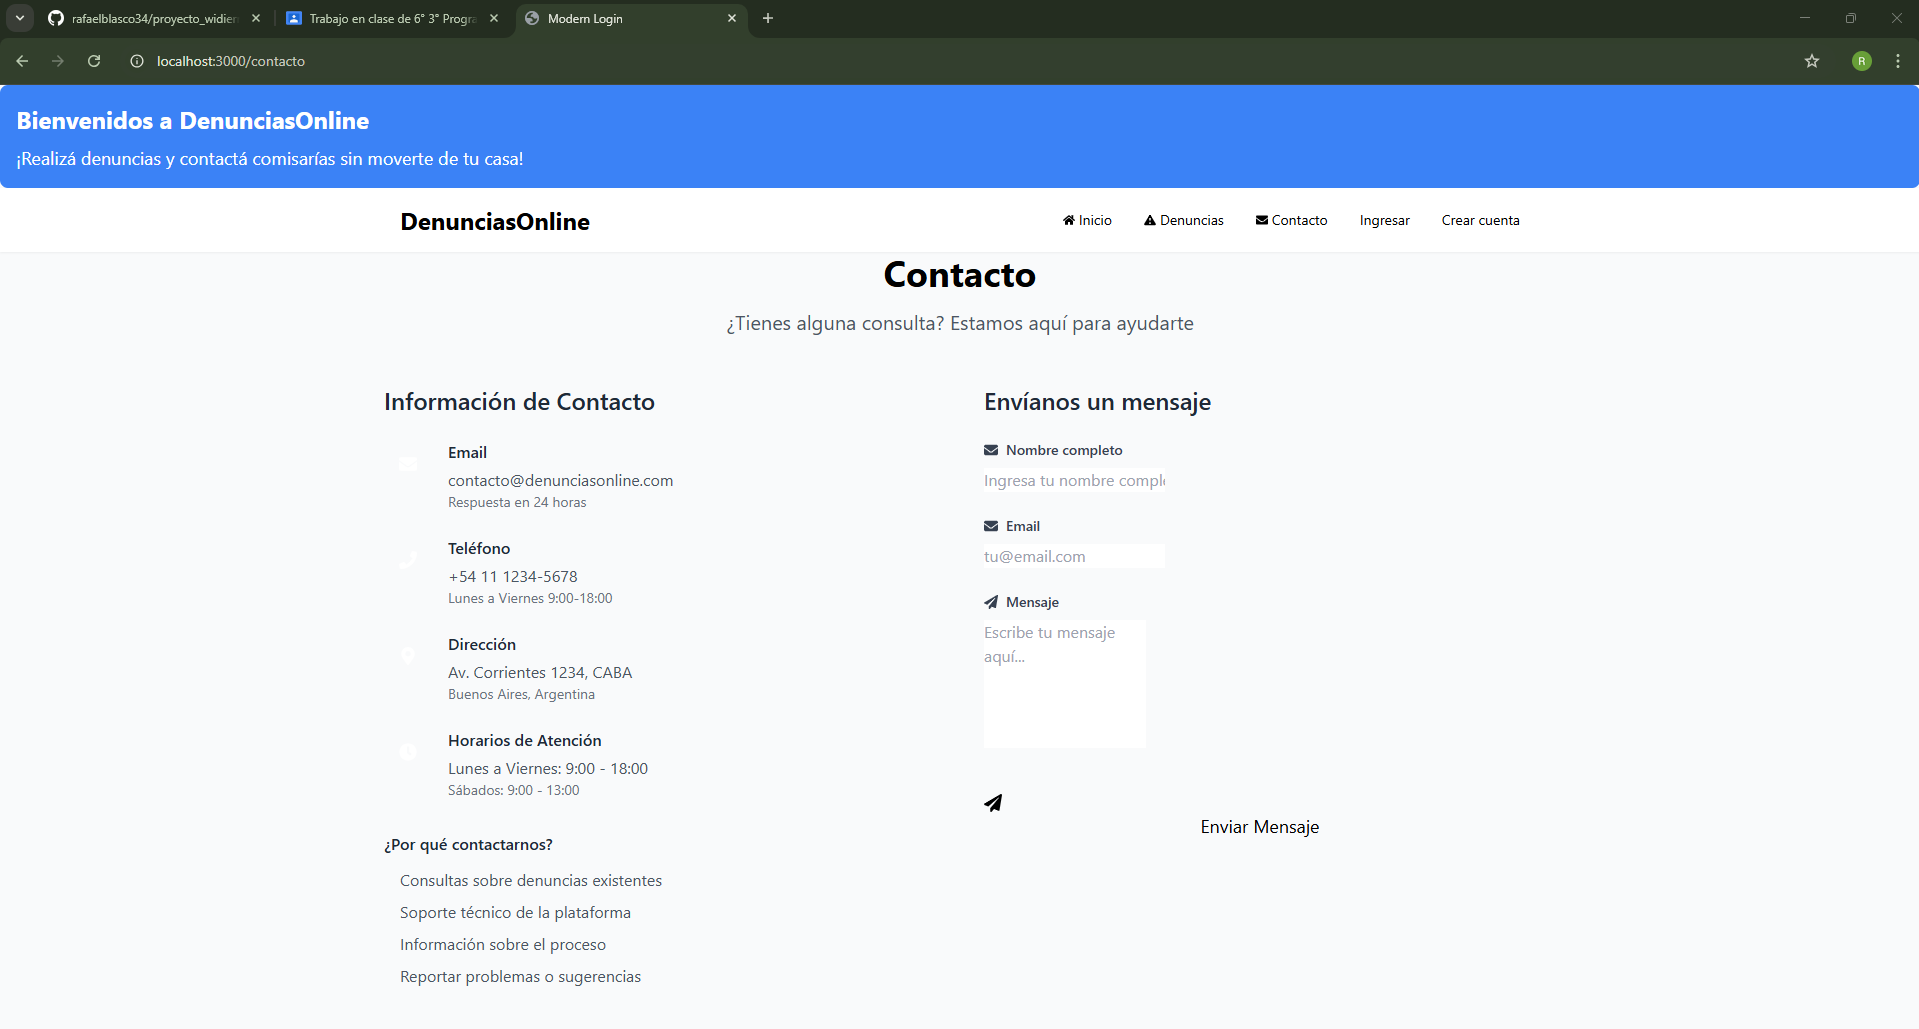 rafaelblasco34/proyecto_widier
Trabajo en clase de 6° 3° Progra
Modern Login
localhost:3000/contacto
R
Bienvenidos a DenunciasOnline
¡Realizá denuncias y contactá comisarías sin moverte de tu casa!
DenunciasOnline
Inicio
Denuncias
Contacto
Ingresar
Crear cuenta
Contacto
¿Tienes alguna consulta? Estamos aquí para ayudarte
Información de Contacto
Email
contacto@denunciasonline.com
Respuesta en 24 horas
Teléfono
+54 11 1234-5678
Lunes a Viernes 9:00-18:00
Dirección
Av. Corrientes 1234, CABA
Buenos Aires, Argentina
Horarios de Atención
Lunes a Viernes: 9:00 - 18:00
Sábados: 9:00 - 13:00
¿Por qué contactarnos?
Consultas sobre denuncias existentes
Soporte técnico de la plataforma
Información sobre el proceso
Reportar problemas o sugerencias
Envíanos un mensaje
Nombre completo
Ingresa tu nombre comple
Email
tu@email.com
Mensaje
Escribe tu mensaje
aquí...
Enviar Mensaje